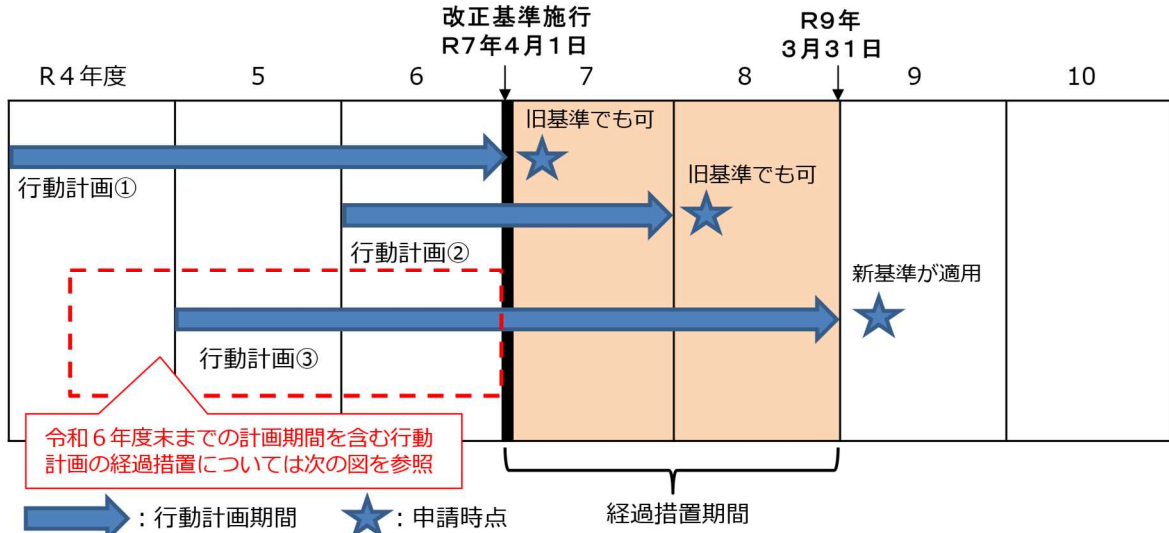 改正基準施行
R7年4月1日
R9年
3月31日
R4年度
5
6
7
8
9
10
旧基準でも可
行動計画①
旧基準でも可
行動計画②
新基準が適用
行動計画③
令和6年度末までの計画期間を含む行動
計画の経過措置については次の図を参照
経過措置期間
：行動計画期間
：申請時点